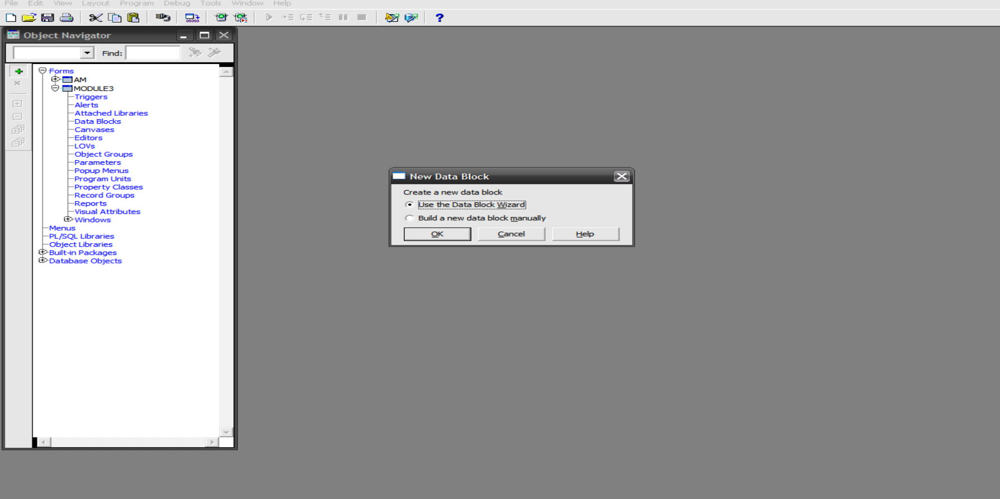 File Edit View Layout Program Debug Tools Window Help
Object Navigator
Find:
Forms
AM
MODULE3
Triggers
Alerts
Attached Libraries
Data Blocks
Canvases
Editors
LOVs
Object Groups
Parameters
Popup Menus
Program Units
Property Classes
Record Groups
Reports
Visual Attributes
Windows
Menus
PL/SQL Libraries
Object Libraries
Built-in Packages
Database Objects
New Data Block
Create a new data block
Use the Data Block Wizard
Build a new data block manually
OK Cancel Help